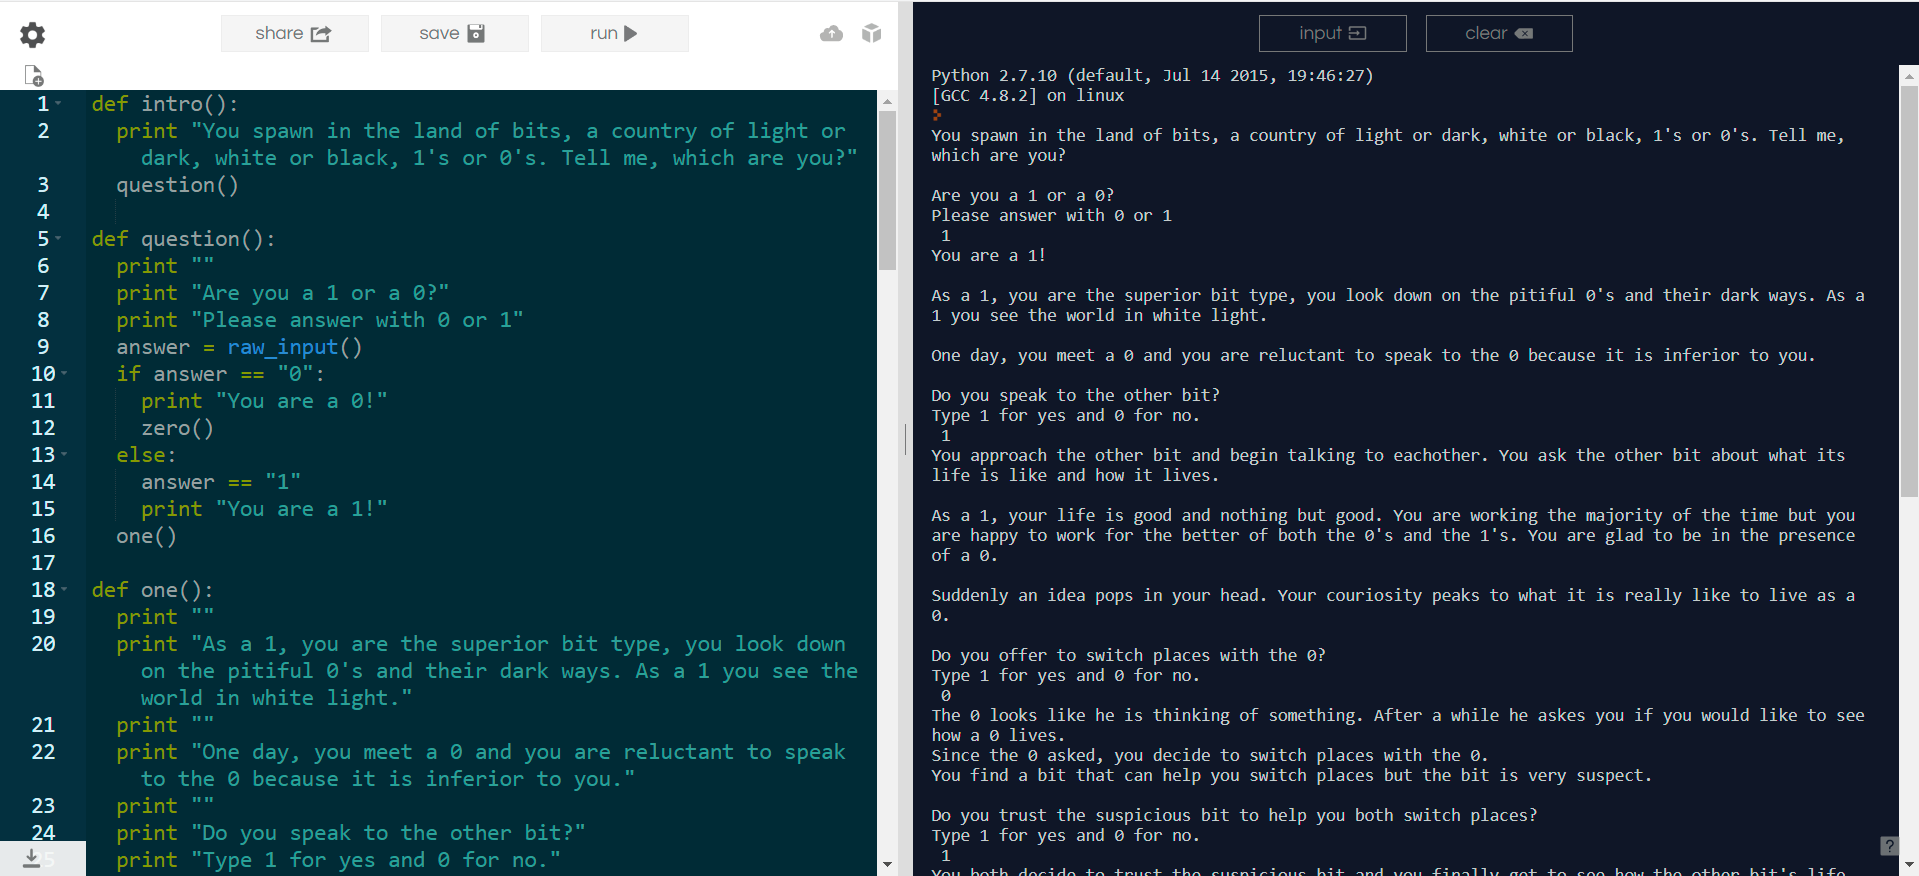 share
save
run
1 def intro():
2 print "You spawn in the land of bits, a country of light or
dark, white or black, 1's or 0's. Tell me, which are you?"
3 question()
4
5 def question():
6 print ""
7 print "Are you a 1 or a 0?"
8 print "Please answer with 0 or 1"
9 answer = raw_input()
10 if answer == "0":
11 print "You are a 0!"
12 zero()
13 else:
14 answer == "1"
15 print "You are a 1!"
16 one()
17
18 def one():
19 print ""
20 print "As a 1, you are the superior bit type, you look down
on the pitiful 0's and their dark ways. As a 1 you see the
world in white light."
21 print ""
22 print "One day, you meet a 0 and you are reluctant to speak
to the 0 because it is inferior to you."
23 print ""
24 print "Do you speak to the other bit?"
25 print "Type 1 for yes and 0 for no."
input
clear
Python 2.7.10 (default, Jul 14 2015, 19:46:27)
[GCC 4.8.2] on linux
You spawn in the land of bits, a country of light or dark, white or black, 1's or 0's. Tell me,
which are you?
Are you a 1 or a 0?
Please answer with 0 or 1
1
You are a 1!
As a 1, you are the superior bit type, you look down on the pitiful 0's and their dark ways. As a
1 you see the world in white light.
One day, you meet a 0 and you are reluctant to speak to the 0 because it is inferior to you.
Do you speak to the other bit?
Type 1 for yes and 0 for no.
1
You approach the other bit and begin talking to eachother. You ask the other bit about what its
life is like and how it lives.
As a 1, your life is good and nothing but good. You are working the majority of the time but you
are happy to work for the better of both the 0's and the 1's. You are glad to be in the presence
of a 0.
Suddenly an idea pops in your head. Your couriosity peaks to what it is really like to live as a
0.
Do you offer to switch places with the 0?
Type 1 for yes and 0 for no.
0
The 0 looks like he is thinking of something. After a while he askes you if you would like to see
how a 0 lives.
Since the 0 asked, you decide to switch places with the 0.
You find a bit that can help you switch places but the bit is very suspect.
Do you trust the suspicious bit to help you both switch places?
Type 1 for yes and 0 for no.
1
You both decide to trust the suspicious bit and you finally get to see how the other bit's life
?